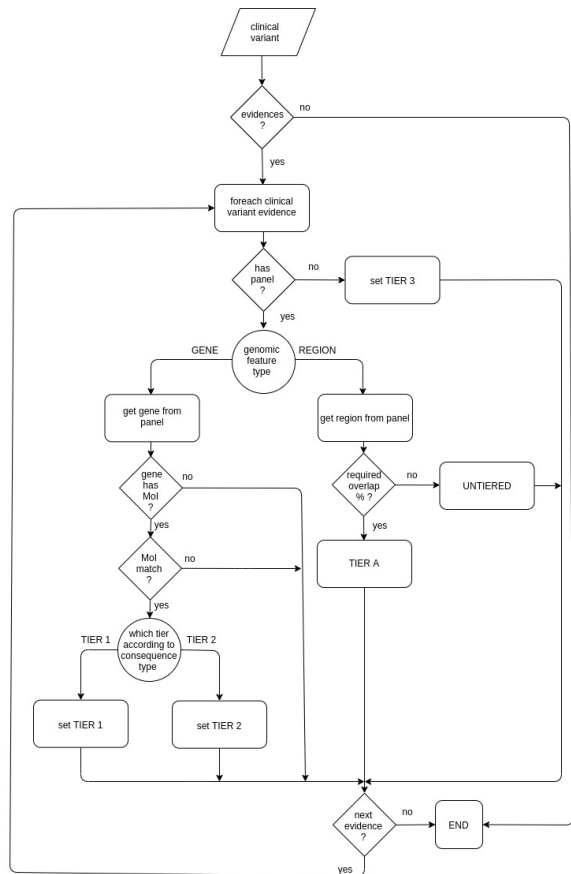 clinical
variant
no
evidences
?
yes
foreach clinical
variant evidence
has
panel
?
no
set TIER 3
yes
GENE
genomic
feature
type
REGION
get gene from
panel
get region from panel
gene
has
MoI
?
no
required
overlap
% ?
no
UNTIERED
yes
yes
MoI
match
?
no
TIER A
yes
TIER 1
which tier
according to
consequence
type
TIER 2
set TIER 1
set TIER 2
next
evidence
?
no
END
yes